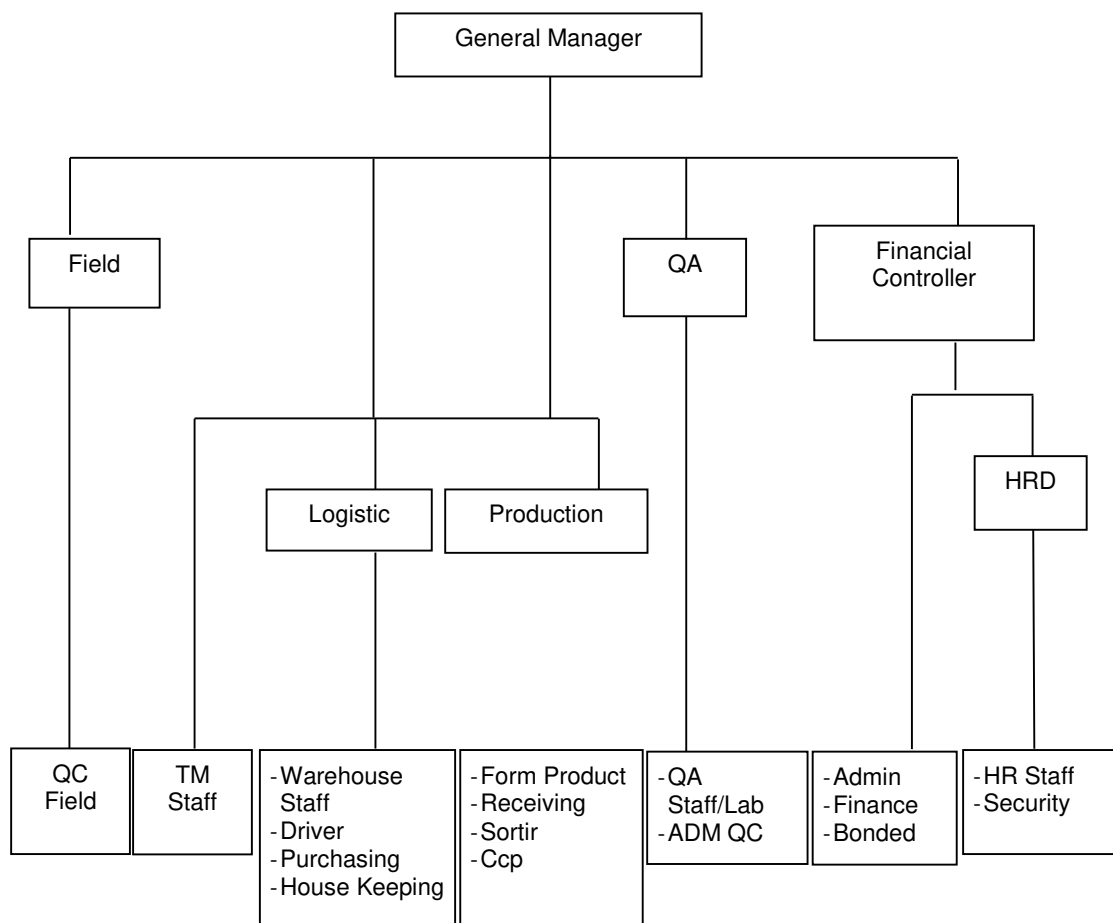 General Manager
Field
QA
Financial
Controller
HRD
Logistic
Production
QC
Field
TM
Staff
-Warehouse
Staff
-Driver
-Purchasing
-House Keeping
-Form Product
-Receiving
-Sortir
-Ccp
-QA
Staff/Lab
-ADM QC
-Admin
-Finance
-Bonded
-HR Staff
-Security